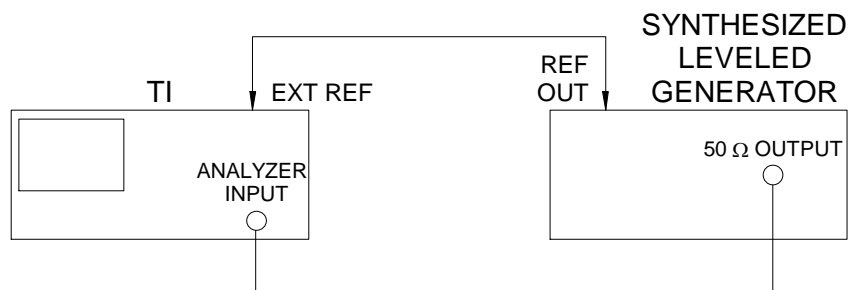 SYNTHESIZED
LEVELED
GENERATOR
REF
OUT
TI
EXT REF
50 Ω OUTPUT
ANALYZER
INPUT